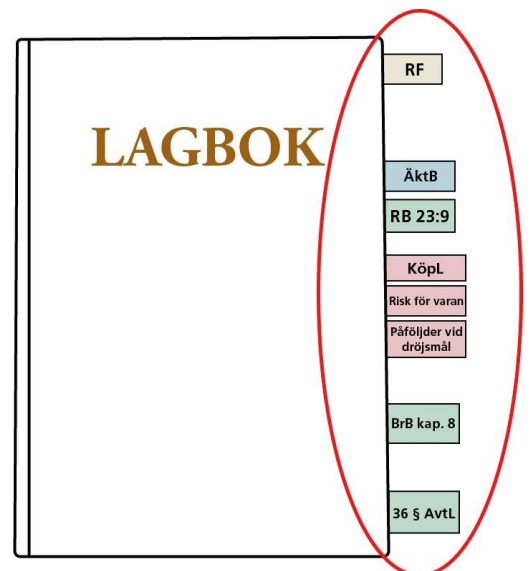 LAGBOK
RF
ÄktB
RB 23:9
KöpL
Risk för varan
Påföljder vid
dröjsmål
BrB kap. 8
36 § AvtL